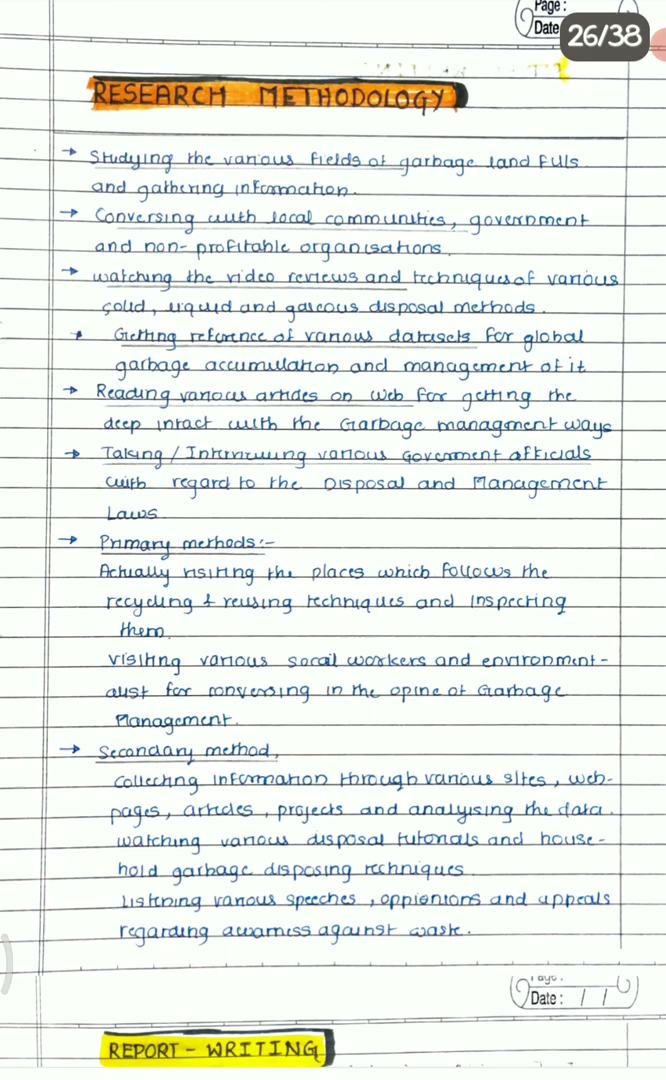 Page :
Date
26/38
RESEARCH METHODOLOGY
→ Studying the various fields of garbage land fulls
and gathering information.
→ Conversing with local communities, government
and non-profitable organisations.
→ watching the video reviews and techniques of various
solid, liquid and gaseous disposal methods.
→ Getting reference of various datasets for global
garbage accumullation and management of it
→ Reading various articles on web for getting the
deep intact with the Garbage managment ways
→ Taking / Interviewing various Goverment officials
with regard to the Disposal and Management
Laws.
→ Primary methods :-
Actually visiting the places which follows the
recycling & reusing techniques and inspecting
them.
visiting various socail workers and environment-
alist for conversing in the opine of Garbage
Management.
→ Secondary method,
collecting information through various sites, web-
pages, articles, projects and analysing the data.
watching various disposal tutorials and house-
hold garbage disposing techniques.
Listening various speeches, oppientions and appeals
regarding awarness against waste.
Page :
Date : / /
REPORT - WRITING